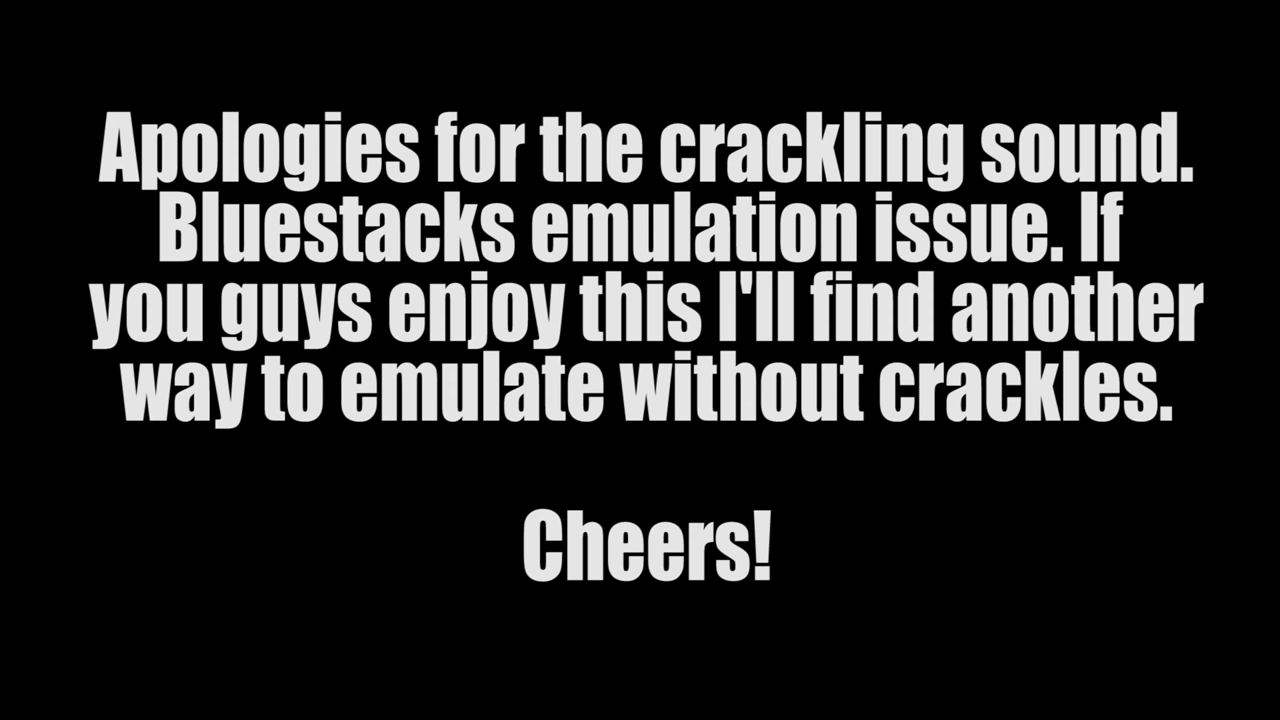 Apologies for the crackling sound.
Bluestacks emulation issue. If
you guys enjoy this I'll find another
way to emulate without crackles.
Cheers!